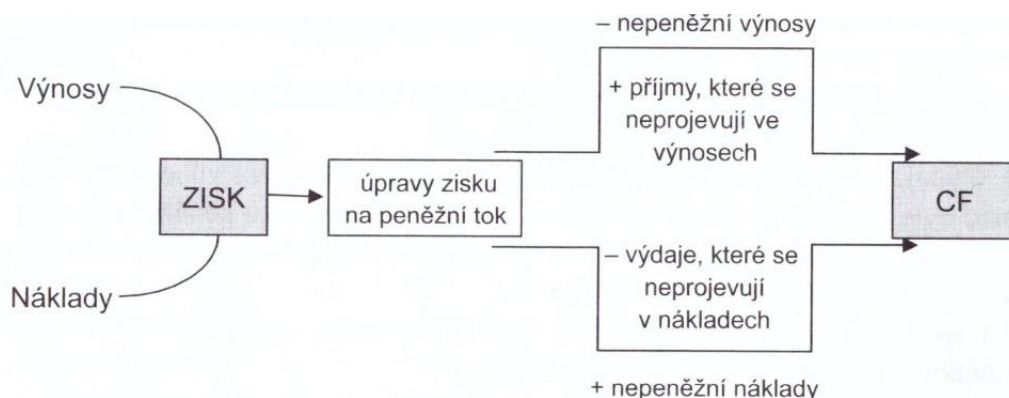 Výnosy
Náklady
ZISK
úpravy zisku
na peněžní tok
– nepeněžní výnosy
+ příjmy, které se
neprojevují ve
výnosech
– výdaje, které se
neprojevují
v nákladech
+ nepeněžní náklady
CF